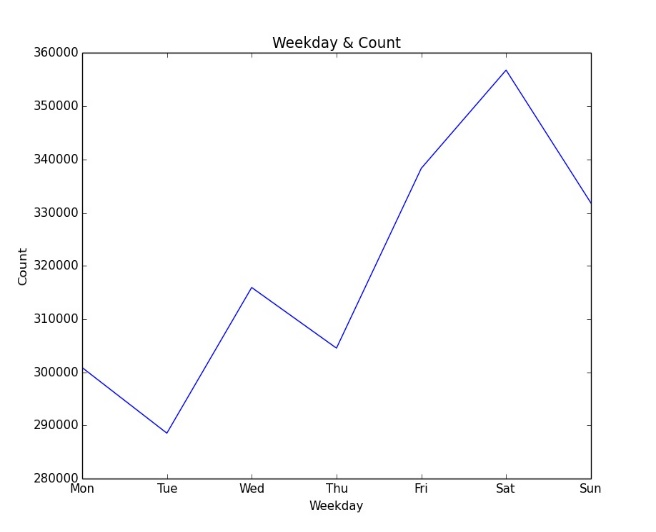 Weekday & Count
360000
350000
340000
330000
320000
310000
300000
290000
280000
Count
Mon Tue Wed Thu Fri Sat Sun
Weekday